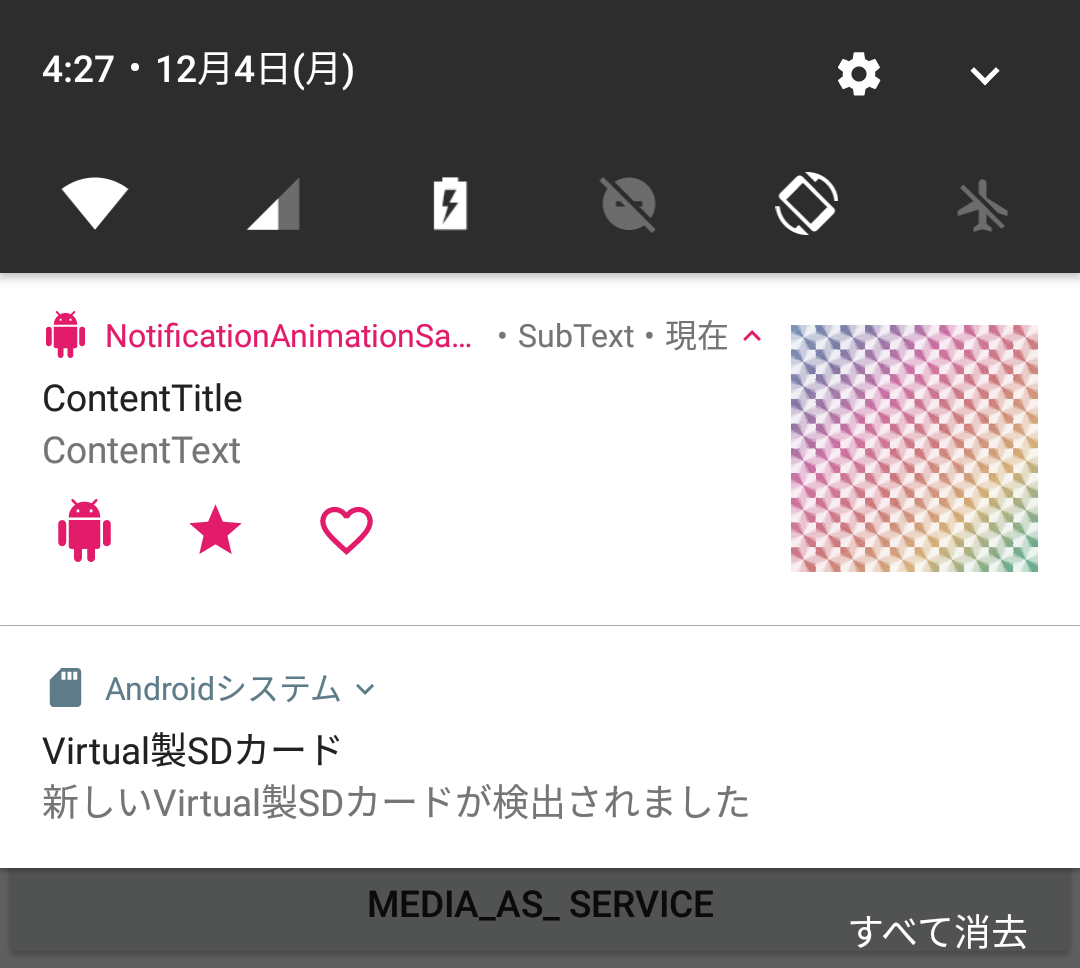 4:27・12月4日(月)
NotificationAnimationSa… ・SubText・現在
ContentTitle
ContentText
Androidシステム
Virtual製SDカード
新しいVirtual製SDカードが検出されました
MEDIA_AS_ SERVICE
すべて消去